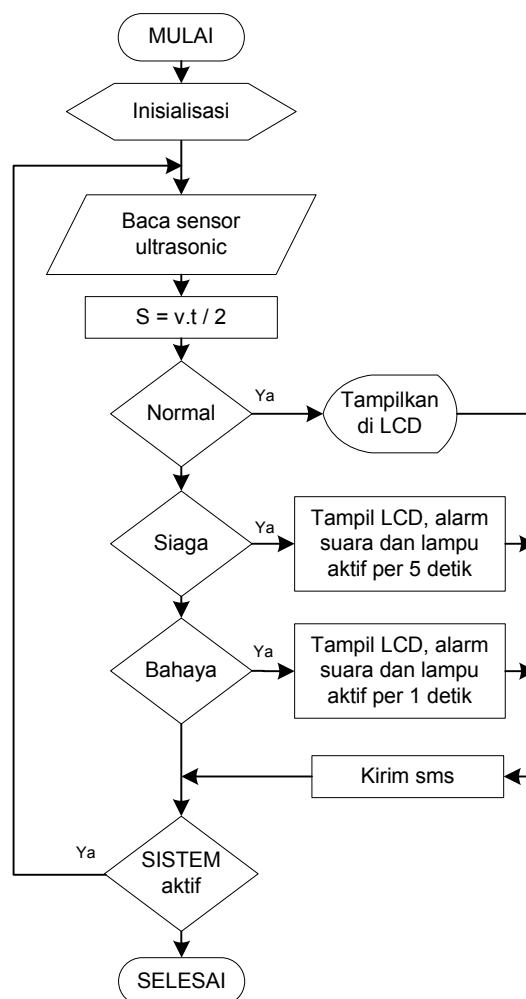 MULAI
Inisialisasi
Baca sensor
ultrasonic
S = v.t / 2
Normal
Ya
Tampilkan
di LCD
Siaga
Ya
Tampil LCD, alarm
suara dan lampu
aktif per 5 detik
Bahaya
Ya
Tampil LCD, alarm
suara dan lampu
aktif per 1 detik
Kirim sms
Ya
SISTEM
aktif
SELESAI